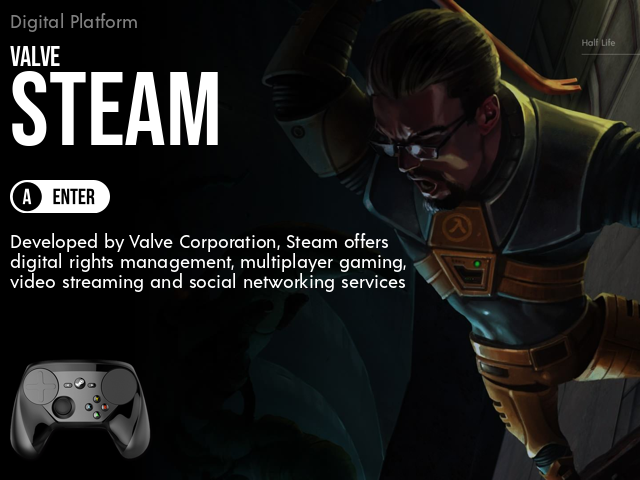 Digital Platform
VALVE
STEAM
A ENTER
Half Life
Developed by Valve Corporation, Steam offers
digital rights management, multiplayer gaming,
video streaming and social networking services